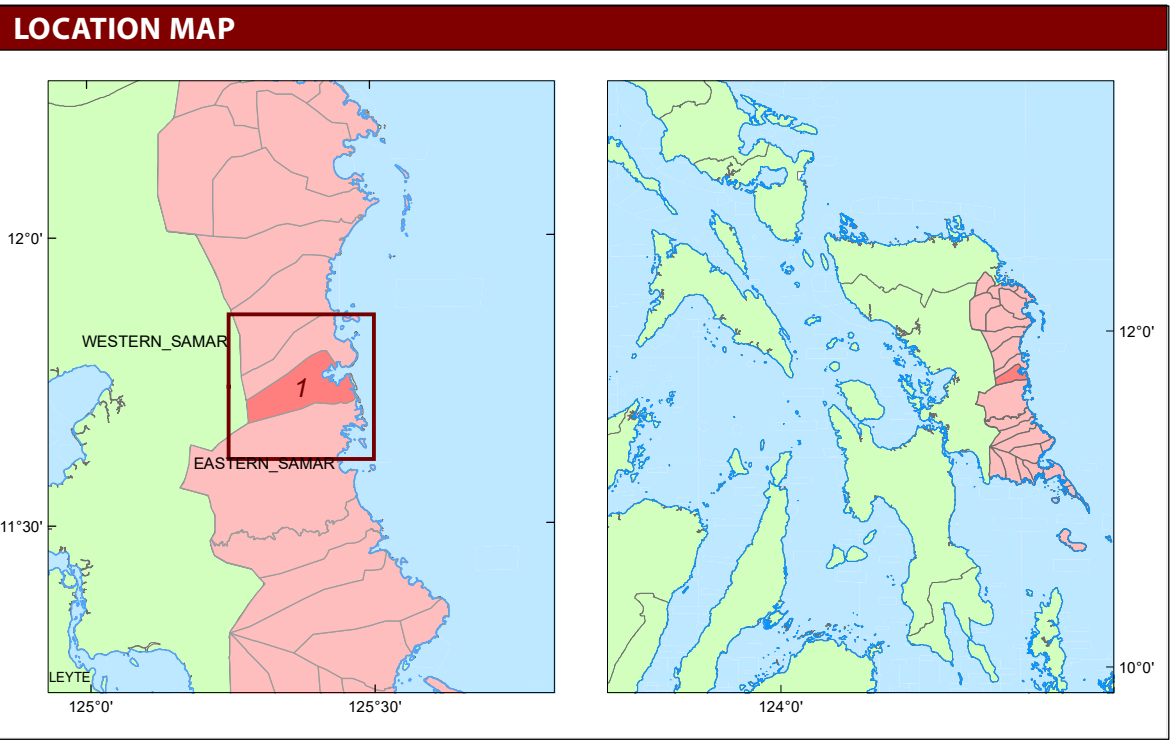 LOCATION MAP
12°0'
WESTERN_SAMAR
1
EASTERN_SAMAR
11°30'
LEYTE
125°0'
125°30'
12°0'
10°0'
124°0'